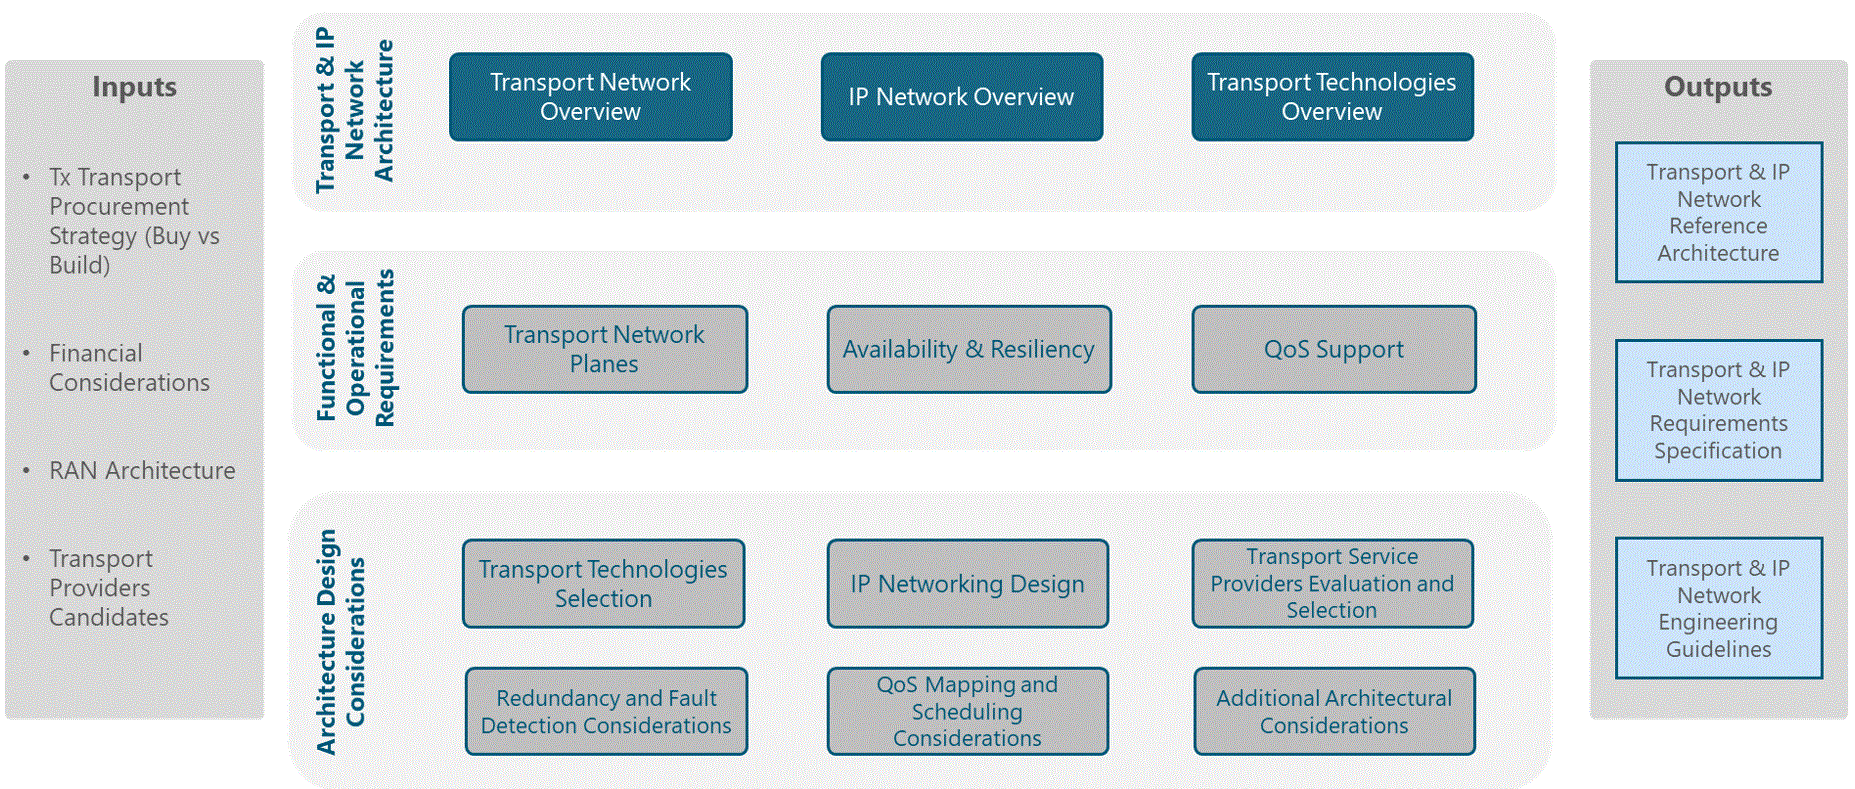 Inputs
• Tx Transport
Procurement
Strategy (Buy vs
Build)
• Financial
Considerations
• RAN Architecture
• Transport
Providers
Candidates
Transport & IP
Network
Architecture
Transport Network
Overview
IP Network Overview
Transport Technologies
Overview
Functional &
Operational
Requirements
Transport Network
Planes
Availability & Resiliency
QoS Support
Architecture Design
Considerations
Transport Technologies
Selection
IP Networking Design
Transport Service
Providers Evaluation and
Selection
Redundancy and Fault
Detection Considerations
QoS Mapping and
Scheduling
Considerations
Additional Architectural
Considerations
Outputs
Transport & IP
Network
Reference
Architecture
Transport & IP
Network
Requirements
Specification
Transport & IP
Network
Engineering
Guidelines